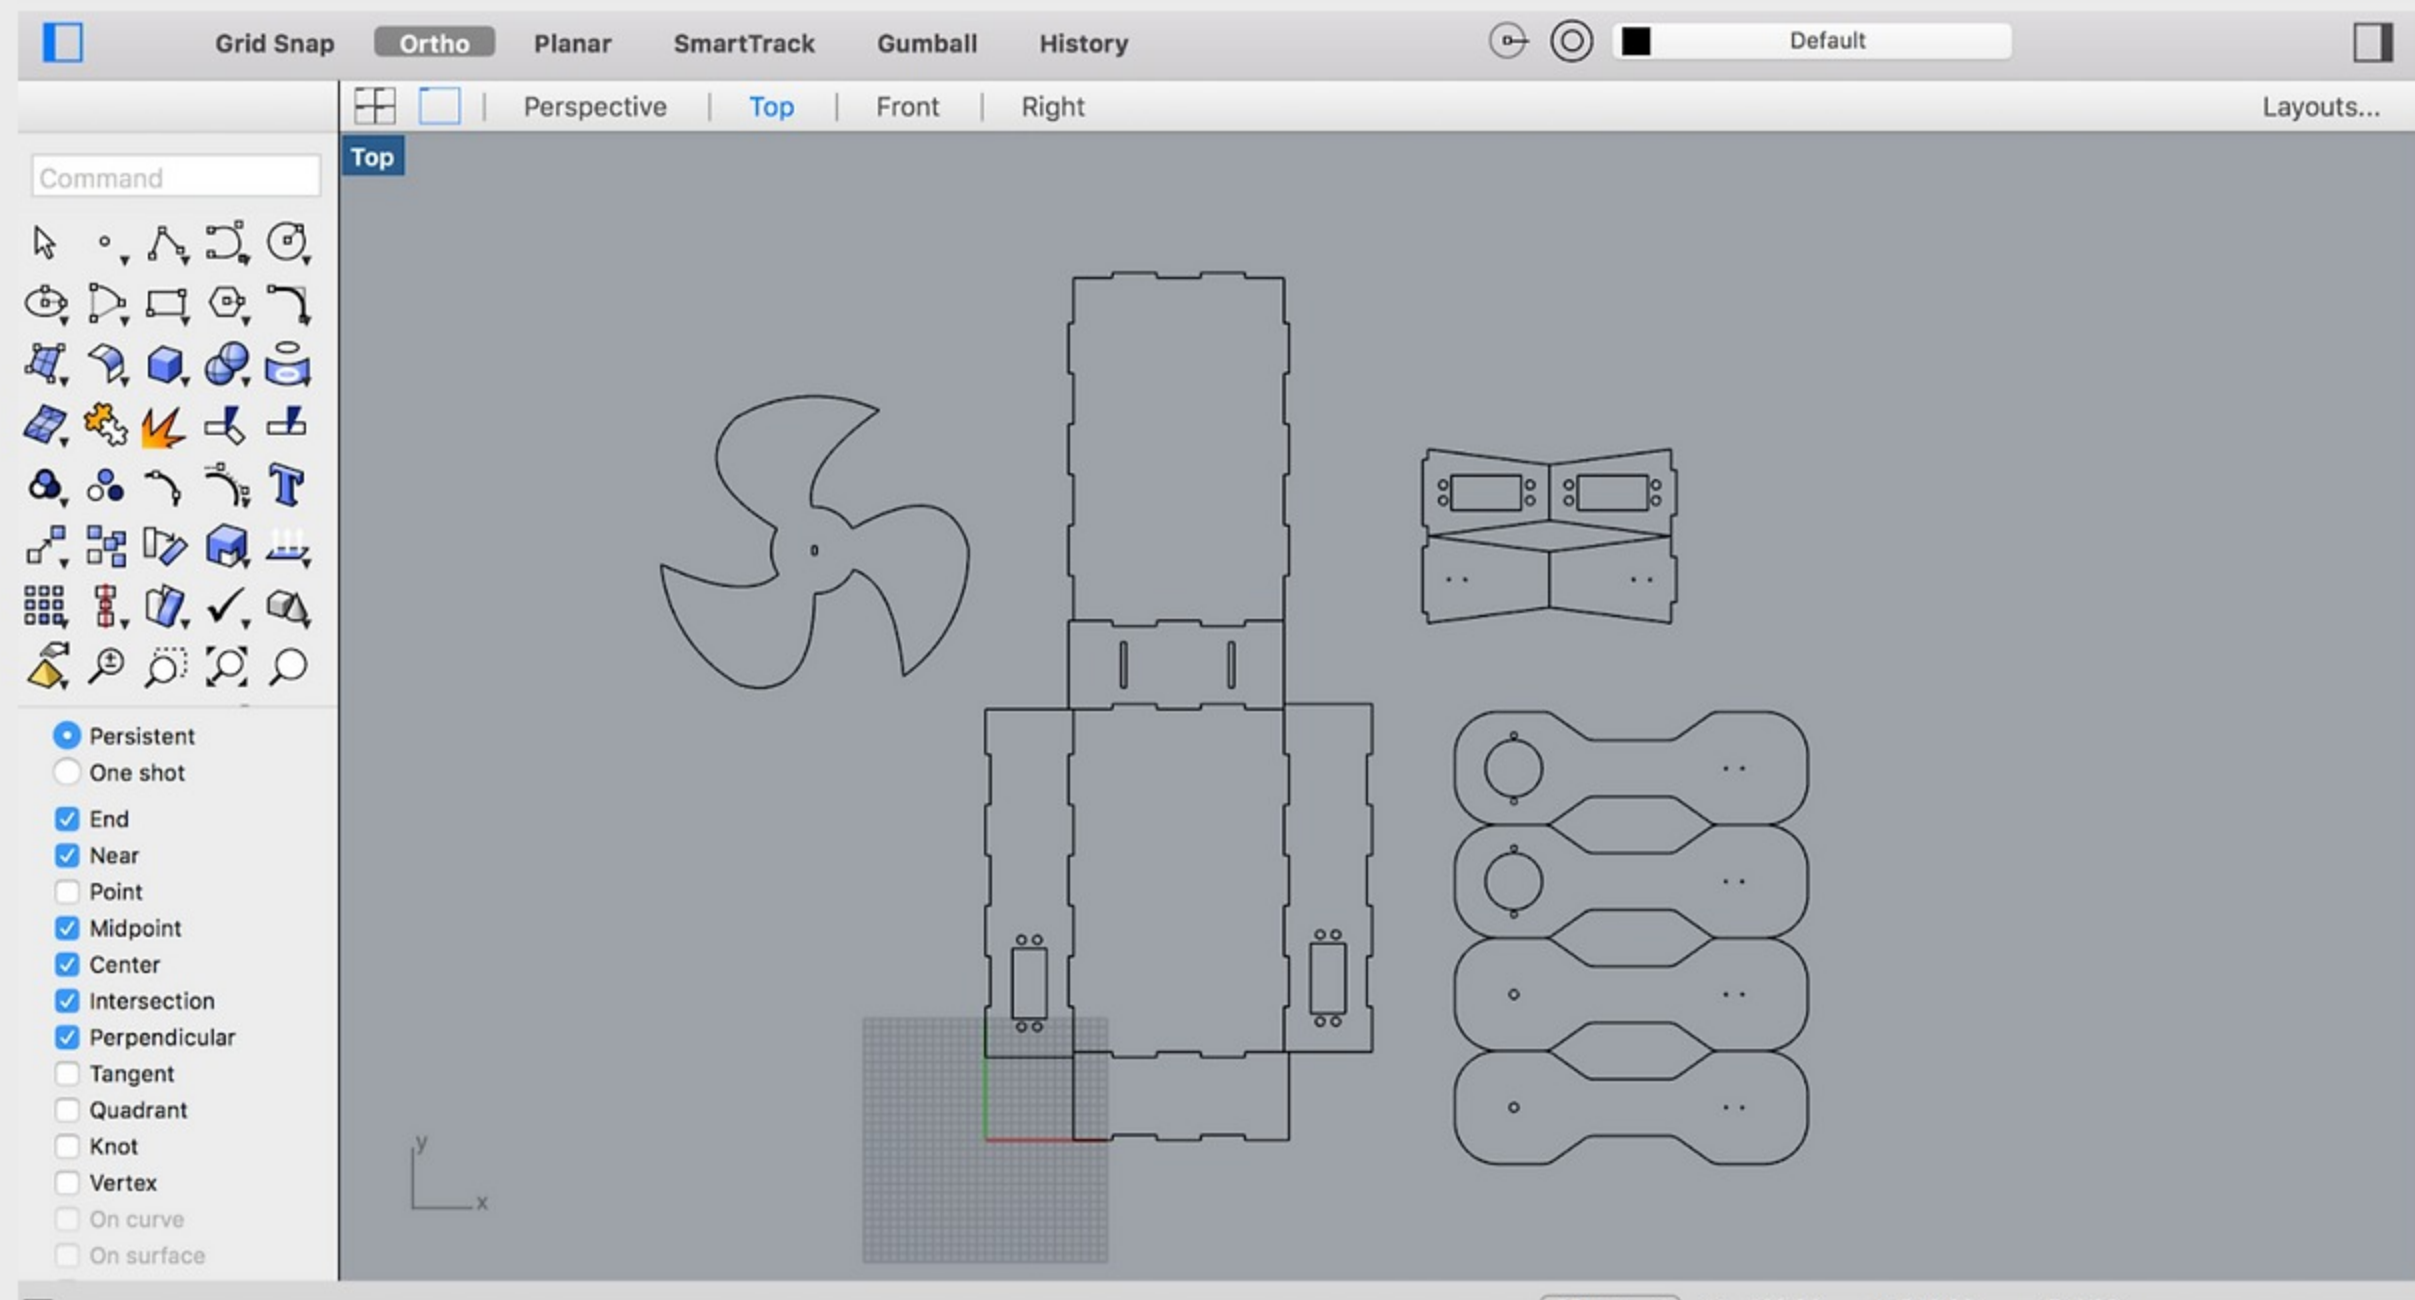 Grid Snap Ortho Planar SmartTrack Gumball History Default
Perspective Top Front Right Layouts...
Top
Command
Persistent
One shot
End
Near
Point
Midpoint
Center
Intersection
Perpendicular
Tangent
Quadrant
Knot
Vertex
On curve
On surface
y
x